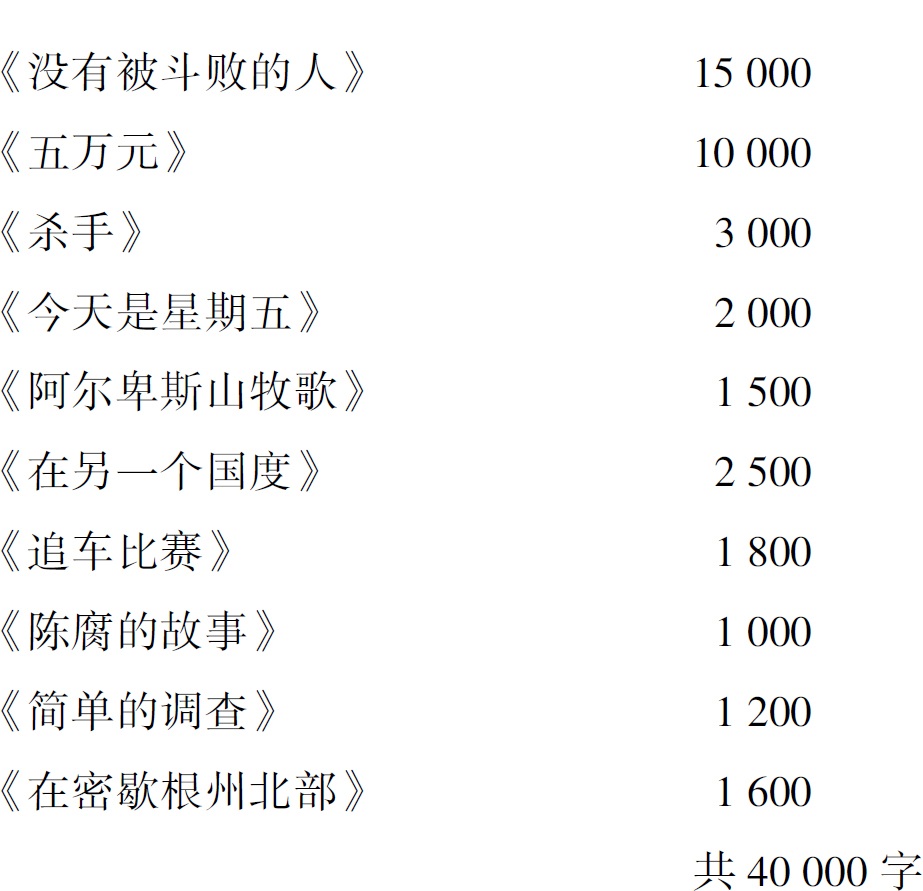 《没有被斗败的人》 15 000
《五万元》 10 000
《杀手》 3 000
《今天是星期五》 2 000
《阿尔卑斯山牧歌》 1 500
《在另一个国度》 2 500
《追车比赛》 1 800
《陈腐的故事》 1 000
《简单的调查》 1 200
《在密歇根州北部》 1 600
共 40 000 字